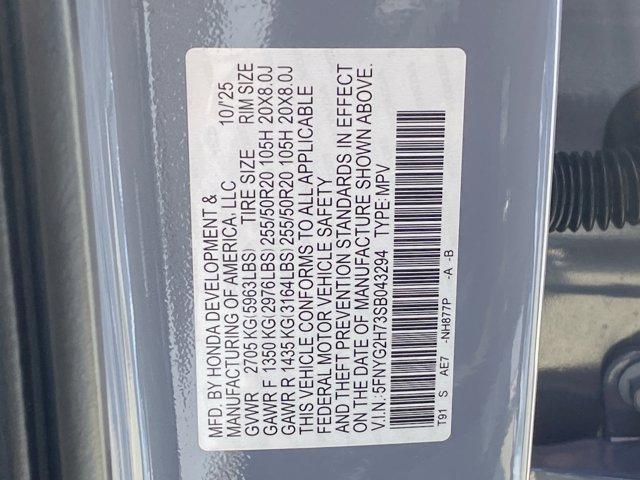 MFD. BY HONDA DEVELOPMENT &
MANUFACTURING OF AMERICA, LLC 10/'25
GVWR 2705 KG(5963LBS) TIRE SIZE RIM SIZE
GAWR F 1350 KG(2976LBS) 255/50R20 105H 20X8.0J
GAWR R 1435 KG(3164LBS) 255/50R20 105H 20X8.0J
THIS VEHICLE CONFORMS TO ALL APPLICABLE
FEDERAL MOTOR VEHICLE SAFETY
AND THEFT PREVENTION STANDARDS IN EFFECT
ON THE DATE OF MANUFACTURE SHOWN ABOVE.
V.I.N.: 5FNYG2H73SB043294 TYPE: MPV
T91 S AE7 -NH877P -A -B